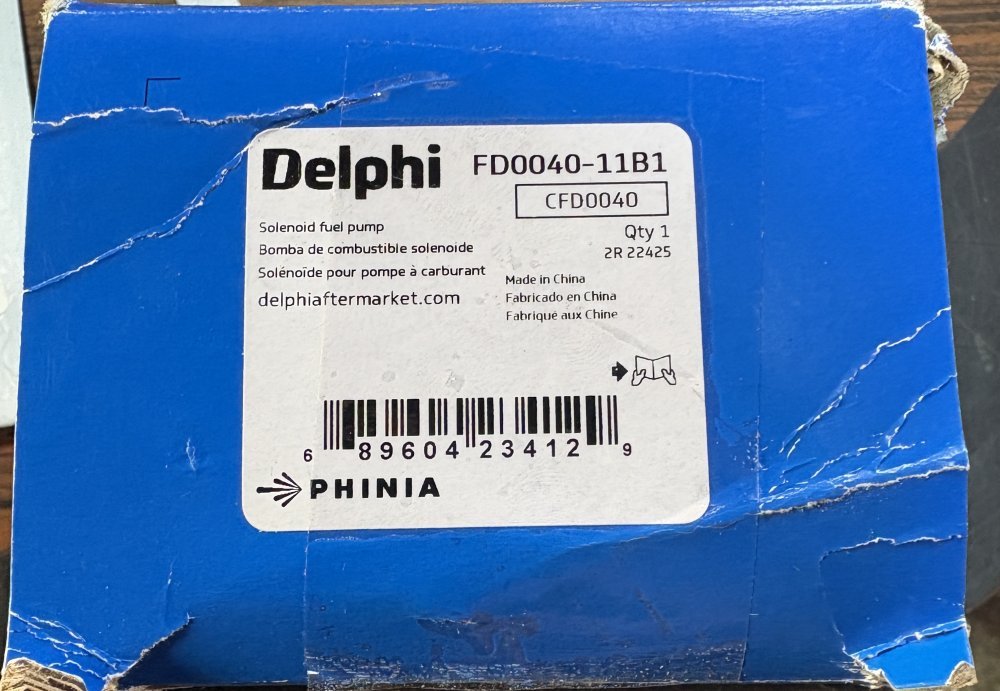 Delphi
FD0040-11B1
CFD0040
Solenoid fuel pump
Qty 1
Bomba de combustible solenoide
2R 22425
Solénoïde pour pompe à carburant
Made in China
delphiaftermarket.com
Fabricado en China
Fabriqué aux Chine
6 89604 23412 9
PHINIA